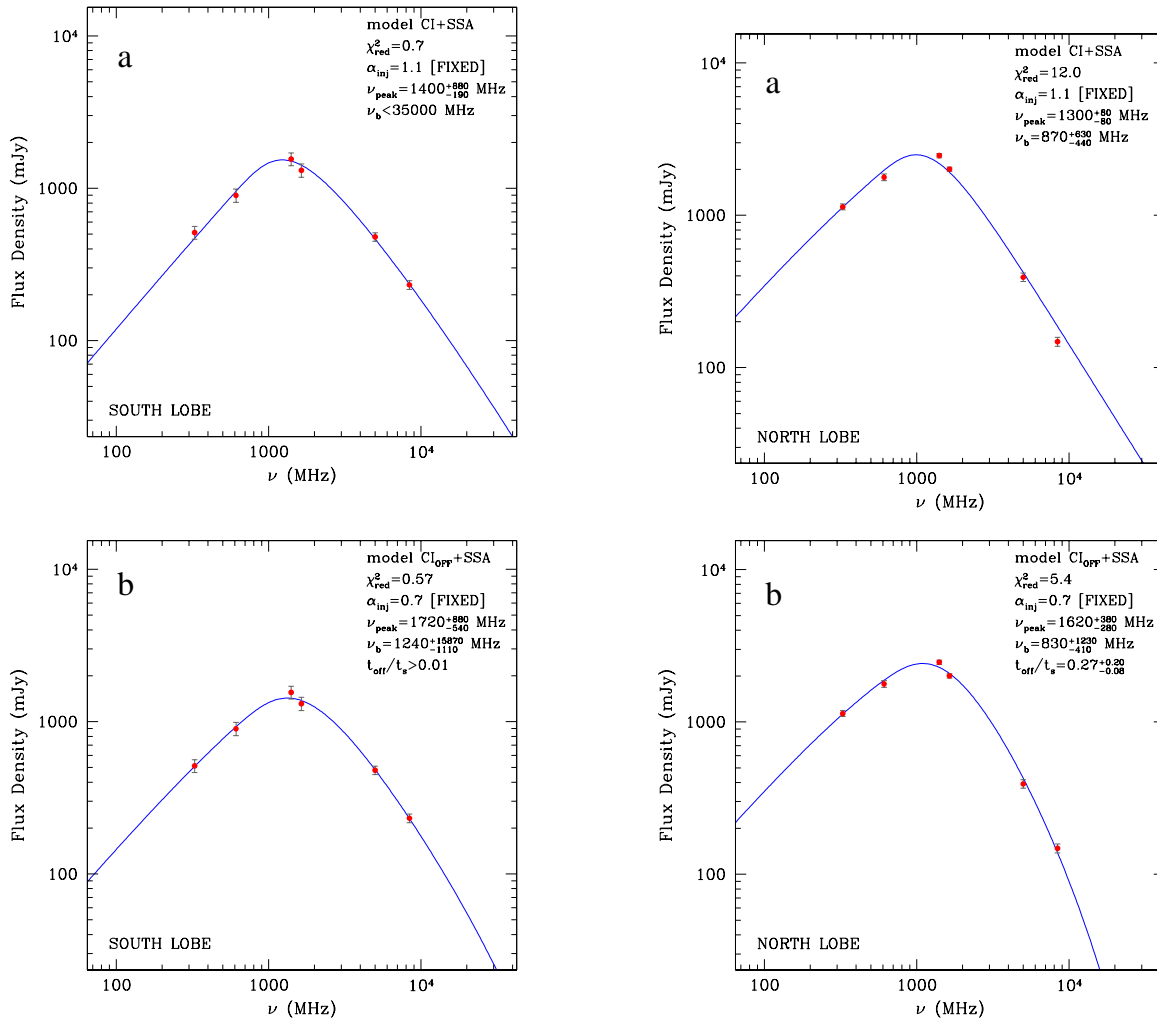 a
model CI+SSA
χ²red=0.7
αinj=1.1 [FIXED]
νpeak=1400+880−190 MHz
νb<35000 MHz
10⁴
1000
100
Flux Density (mJy)
SOUTH LOBE
100 1000 10⁴
ν (MHz)
a
model CI+SSA
χ²red=12.0
αinj=1.1 [FIXED]
νpeak=1300+80−80 MHz
νb=870+630−440 MHz
10⁴
1000
100
Flux Density (mJy)
NORTH LOBE
100 1000 10⁴
ν (MHz)
b
model CIOFF+SSA
χ²red=0.57
αinj=0.7 [FIXED]
νpeak=1720+880−540 MHz
νb=1240+15870−1110 MHz
toff/ts>0.01
10⁴
1000
100
Flux Density (mJy)
SOUTH LOBE
100 1000 10⁴
ν (MHz)
b
model CIOFF+SSA
χ²red=5.4
αinj=0.7 [FIXED]
νpeak=1620+380−280 MHz
νb=830+1230−410 MHz
toff/ts=0.27+0.20−0.08
10⁴
1000
100
Flux Density (mJy)
NORTH LOBE
100 1000 10⁴
ν (MHz)